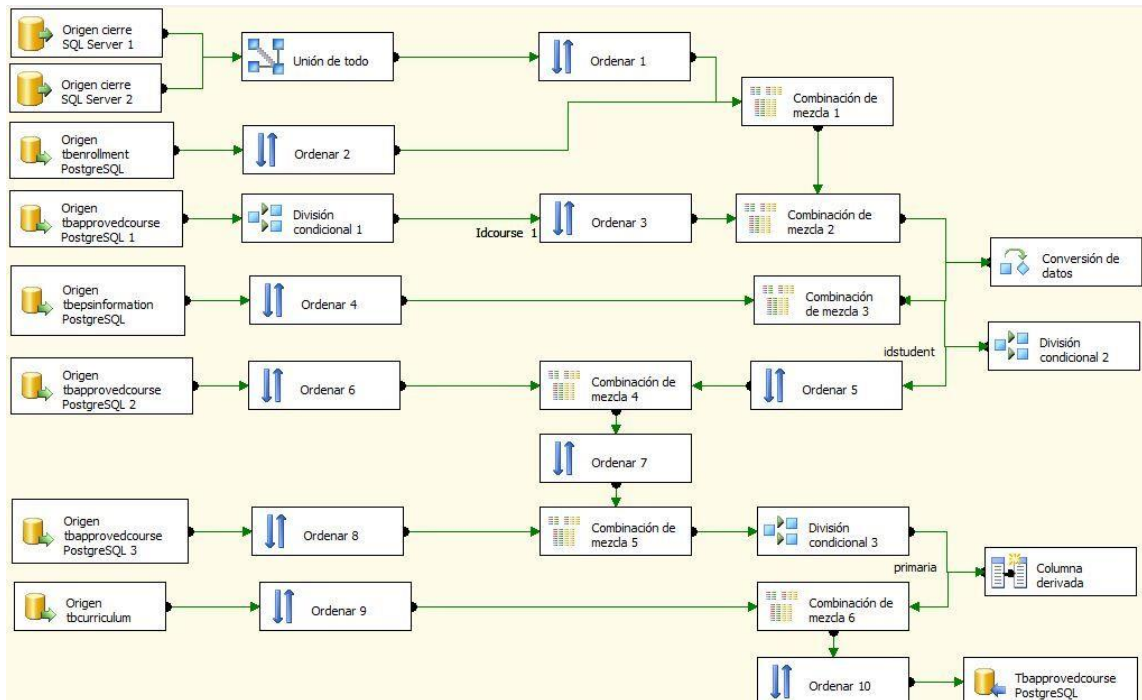 Origen cierre
SQL Server 1
Unión de todo
Ordenar 1
Origen cierre
SQL Server 2
Combinación de
mezcla 1
Origen
tbenrollment
PostgreSQL
Ordenar 2
Origen
tbapprovedcourse
PostgreSQL 1
División
condicional 1
Idcourse 1
Ordenar 3
Combinación de
mezcla 2
Conversión de
datos
Origen
tbepsinformation
PostgreSQL
Ordenar 4
Combinación
de mezcla 3
idstudent
División
condicional 2
Origen
tbapprovedcourse
PostgreSQL 2
Ordenar 6
Combinación de
mezcla 4
Ordenar 5
Ordenar 7
Origen
tbapprovedcourse
PostgreSQL 3
Ordenar 8
Combinación de
mezcla 5
División
condicional 3
primaria
Columna
derivada
Origen
tbcurriculum
Ordenar 9
Combinación de
mezcla 6
Ordenar 10
Tbapprovedcourse
PostgreSQL